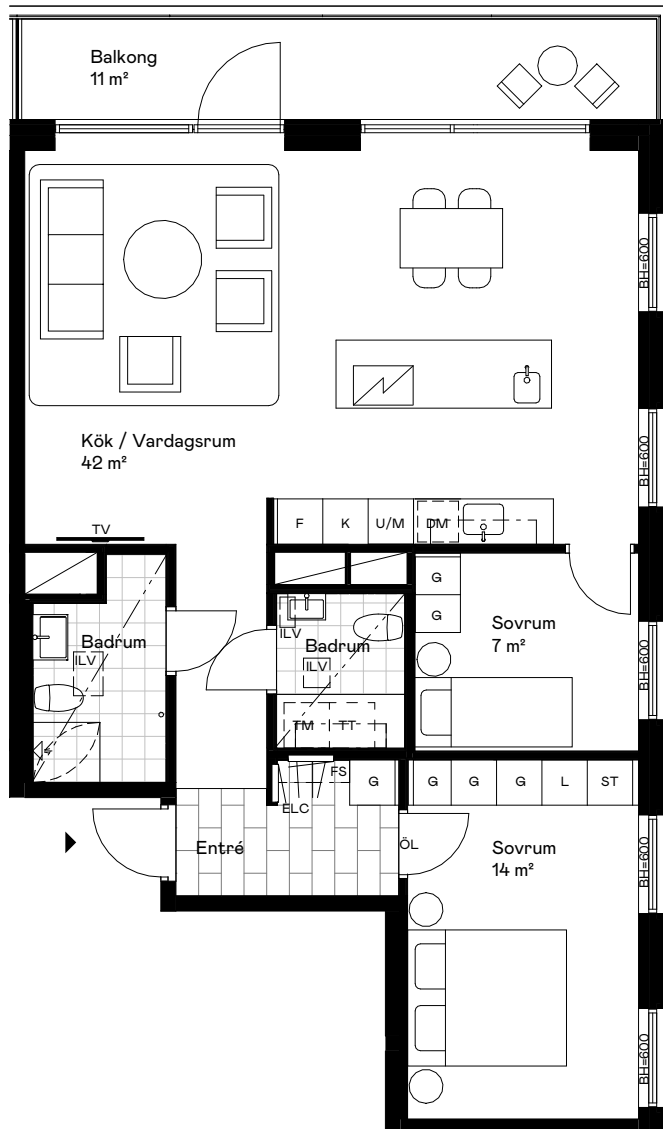 Balkong
11 m²
BH=600
BH=600
Kök / Vardagsrum
42 m²
TV
F
K
U/M
DM
G
G
Sovrum
7 m²
BH=600
Badrum
ILV
ILV
Badrum
ILV
TM
TT
FS
G
ELC
G
G
G
L
ST
Entré
ÖL
Sovrum
14 m²
BH=600
BH=600